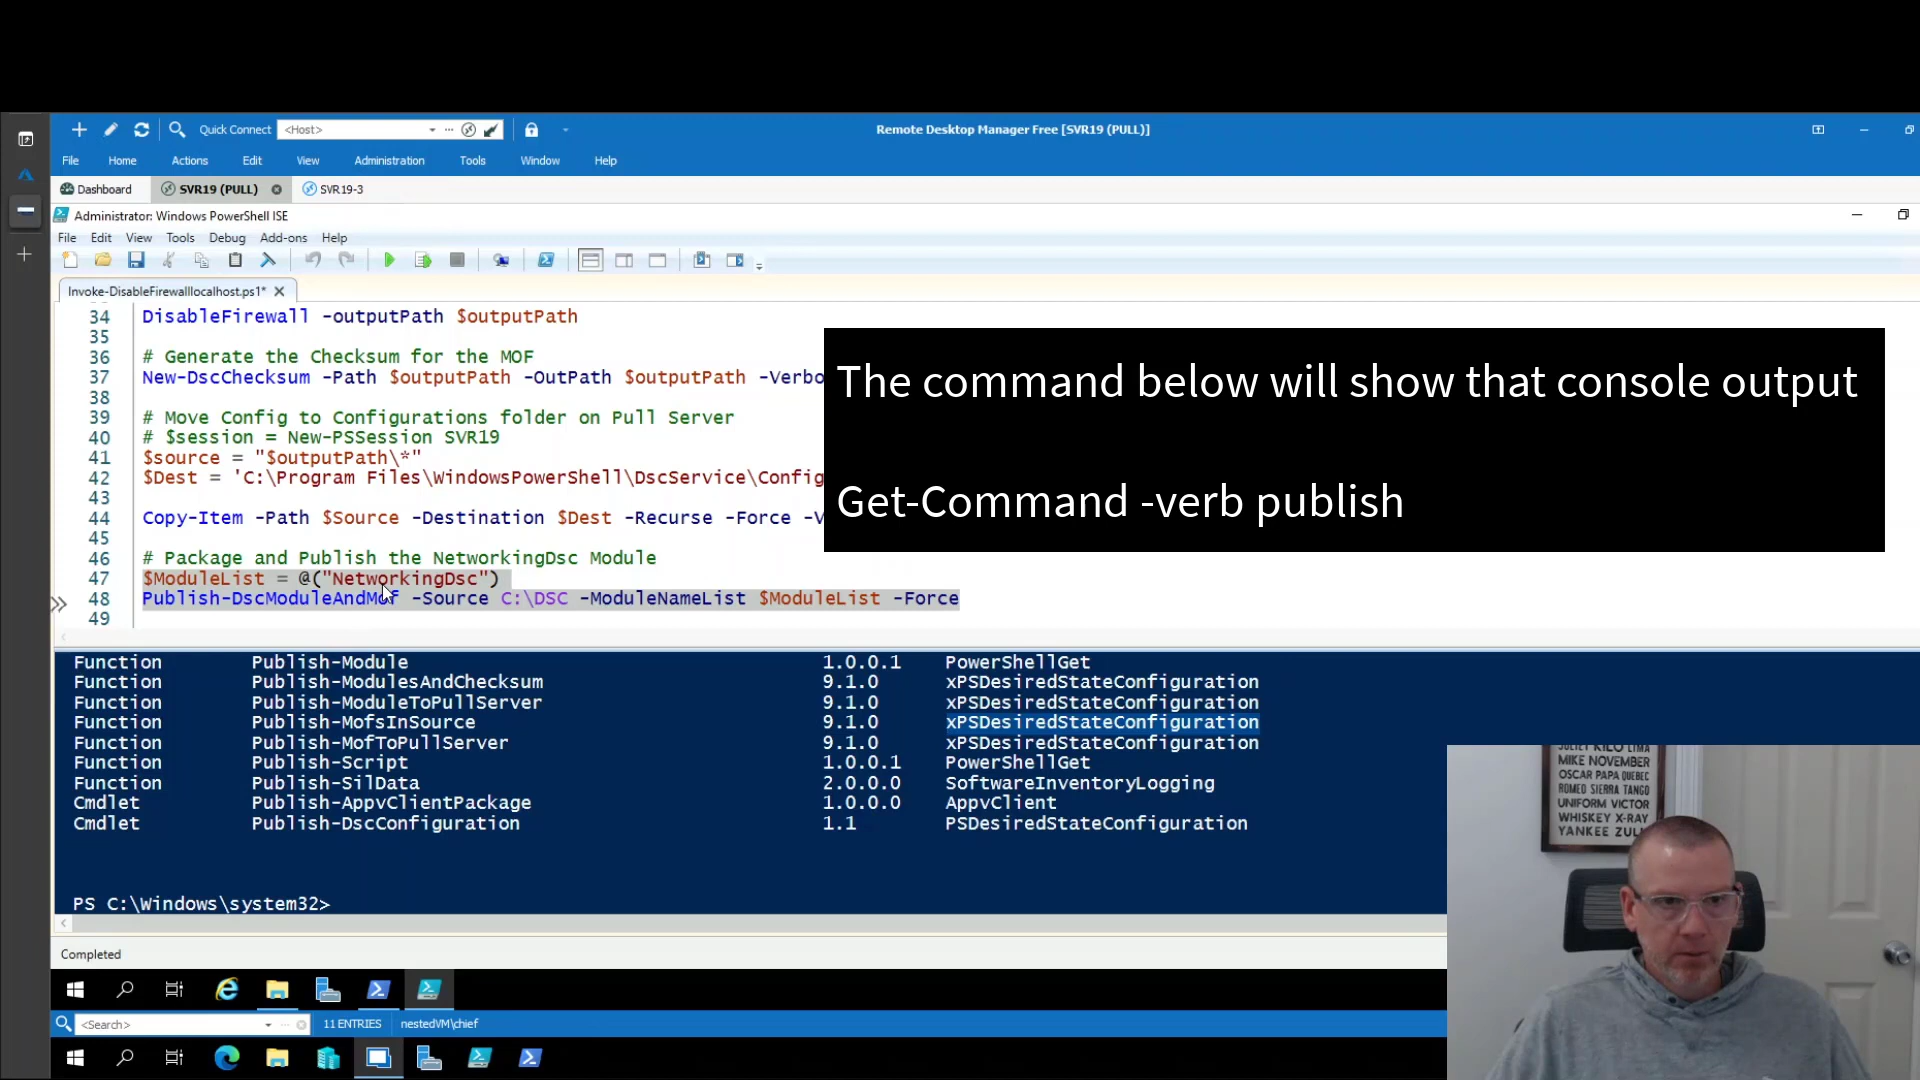 Quick Connect <Host> Remote Desktop Manager Free [SVR19 (PULL)]
File Home Actions Edit View Administration Tools Window Help
Dashboard SVR19 (PULL) SVR19-3
Administrator: Windows PowerShell ISE
File Edit View Tools Debug Add-ons Help
Invoke-DisableFirewalllocalhost.ps1*
34 DisableFirewall -outputPath $outputPath
35
36 # Generate the Checksum for the MOF
37 New-DscChecksum -Path $outputPath -OutPath $outputPath -Verbo
38
39 # Move Config to Configurations folder on Pull Server
40 # $session = New-PSSession SVR19
41 $source = "$outputPath\*"
42 $Dest = 'C:\Program Files\WindowsPowerShell\DscService\Config
43
44 Copy-Item -Path $Source -Destination $Dest -Recurse -Force -V
45
46 # Package and Publish the NetworkingDsc Module
47 $ModuleList = @("NetworkingDsc")
48 Publish-DscModuleAndMof -Source C:\DSC -ModuleNameList $ModuleList -Force
49
The command below will show that console output
Get-Command -verb publish
Function Publish-Module 1.0.0.1 PowerShellGet
Function Publish-ModulesAndChecksum 9.1.0 xPSDesiredStateConfiguration
Function Publish-ModuleToPullServer 9.1.0 xPSDesiredStateConfiguration
Function Publish-MofsInSource 9.1.0 xPSDesiredStateConfiguration
Function Publish-MofToPullServer 9.1.0 xPSDesiredStateConfiguration
Function Publish-Script 1.0.0.1 PowerShellGet
Function Publish-SilData 2.0.0.0 SoftwareInventoryLogging
Cmdlet Publish-AppvClientPackage 1.0.0.0 AppvClient
Cmdlet Publish-DscConfiguration 1.1 PSDesiredStateConfiguration
PS C:\Windows\system32>
Completed
<Search> 11 ENTRIES nestedVM\chief
KILO LIMA
MIKE NOVEMBER
OSCAR PAPA QUEBEC
ROMEO SIERRA TANGO
UNIFORM VICTOR
WHISKEY X-RAY
YANKEE ZUL